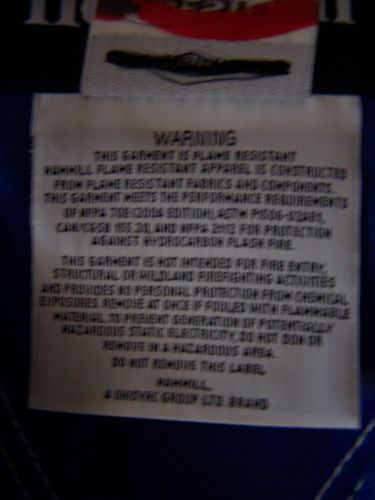 WARNING
THIS GARMENT IS FLAME RESISTANT
HAMMILL FLAME RESISTANT APPAREL IS CONSTRUCTED
FROM FLAME RESISTANT FABRICS AND COMPONENTS.
THIS GARMENT MEETS THE PERFORMANCE REQUIREMENTS
OF NFPA 70E-(2004 EDITION), ASTM F1506-02AE1,
CAN/CGSB 155.20, AND NFPA 2112 FOR PROTECTION
AGAINST HYDROCARBON FLASH FIRE.
THIS GARMENT IS NOT INTENDED FOR FIRE ENTRY,
STRUCTURAL OR WILDLAND FIREFIGHTING ACTIVITIES
AND PROVIDES NO PERSONAL PROTECTION FROM CHEMICAL
EXPOSURES. REMOVE AT ONCE IF FOULED WITH FLAMMABLE
MATERIAL. TO PREVENT GENERATION OF POTENTIALLY
HAZARDOUS STATIC ELECTRICITY, DO NOT DON OR
REMOVE IN A HAZARDOUS AREA.
DO NOT REMOVE THIS LABEL
HAMMILL,
A UNISYNC GROUP LTD. BRAND